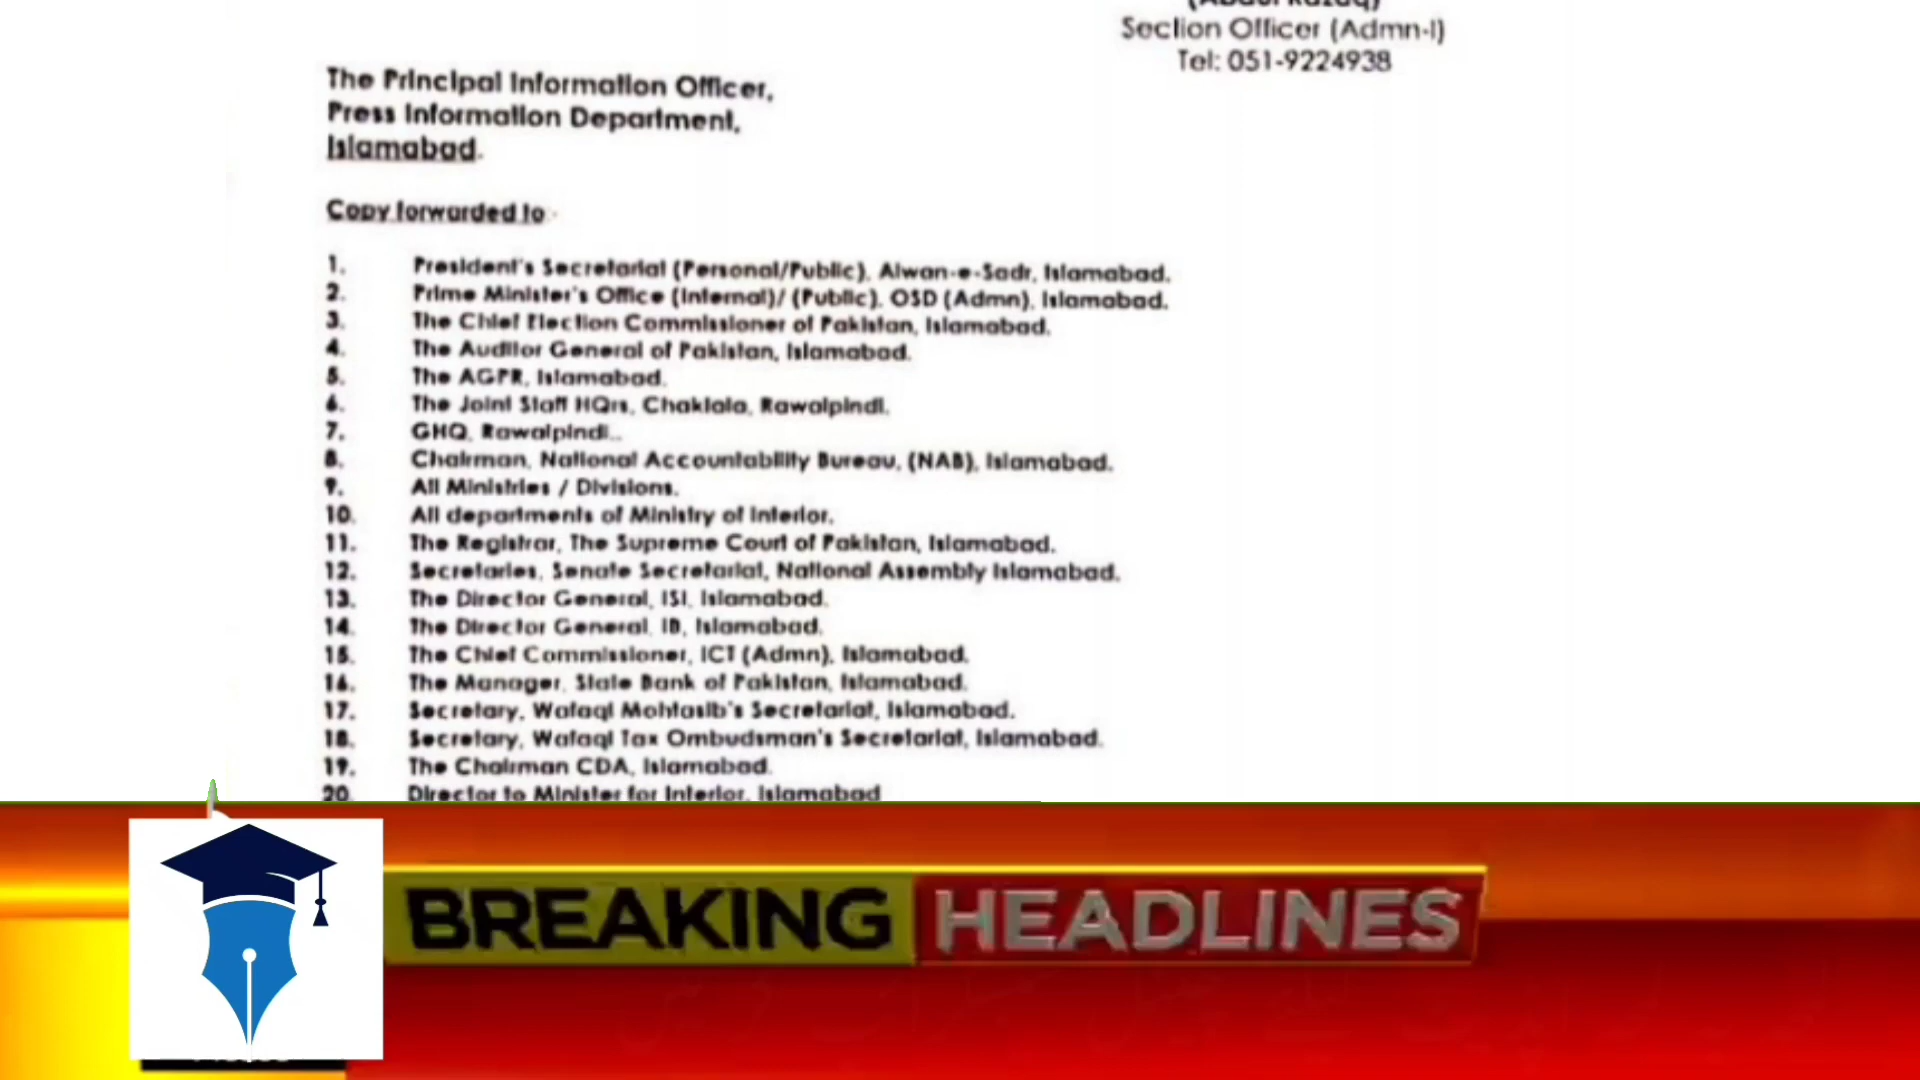 (Abdul Razaq)
Section Officer (Admn-I)
Tel: 051-9224938
The Principal Information Officer,
Press Information Department,
Islamabad.
Copy forwarded to
1. President's Secretariat (Personal/Public), Aiwan-e-Sadr, Islamabad.
2. Prime Minister's Office (Internal)/ (Public), OSD (Admn), Islamabad.
3. The Chief Election Commissioner of Pakistan, Islamabad.
4. The Auditor General of Pakistan, Islamabad.
5. The AGPR, Islamabad.
6. The Joint Staff HQrs, Chaklala, Rawalpindi.
7. GHQ, Rawalpindi..
8. Chairman, National Accountability Bureau, (NAB), Islamabad.
9. All Ministries / Divisions.
10. All departments of Ministry of Interior.
11. The Registrar, The Supreme Court of Pakistan, Islamabad.
12. Secretaries, Senate Secretariat, National Assembly Islamabad.
13. The Director General, ISI, Islamabad.
14. The Director General, IB, Islamabad.
15. The Chief Commissioner, ICT (Admn), Islamabad.
16. The Manager, State Bank of Pakistan, Islamabad.
17. Secretary, Wafaqi Mohtasib's Secretariat, Islamabad.
18. Secretary, Wafaqi Tax Ombudsman's Secretariat, Islamabad.
19. The Chairman CDA, Islamabad.
20. Director to Minister for Interior, Islamabad
BREAKING HEADLINES